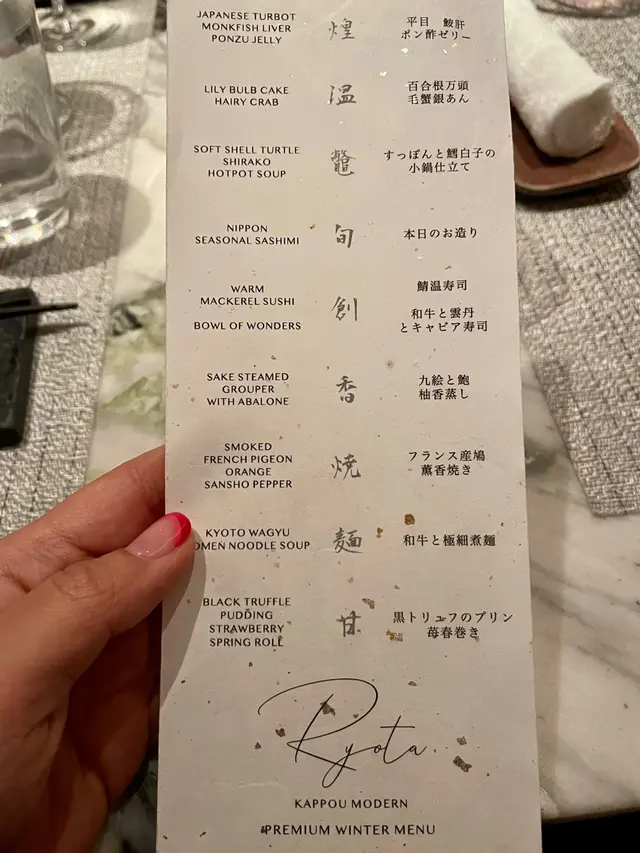 JAPANESE TURBOT
MONKFISH LIVER
PONZU JELLY
煌
平目 鮟肝
ポン酢ゼリー
LILY BULB CAKE
HAIRY CRAB
温
百合根万頭
毛蟹銀あん
SOFT SHELL TURTLE
SHIRAKO
HOTPOT SOUP
鼈
すっぽんと鱈白子の
小鍋仕立て
NIPPON
SEASONAL SASHIMI
旬
本日のお造り
WARM
MACKEREL SUSHI
BOWL OF WONDERS
創
鯖温寿司
和牛と雲丹
とキャビア寿司
SAKE STEAMED
GROUPER
WITH ABALONE
香
九絵と鮑
柚香蒸し
SMOKED
FRENCH PIGEON
ORANGE
SANSHO PEPPER
焼
フランス産鳩
薫香焼き
KYOTO WAGYU
OMEN NOODLE SOUP
麺
和牛と極細煮麺
BLACK TRUFFLE
PUDDING
STRAWBERRY
SPRING ROLL
甘
黒トリュフのプリン
苺春巻き
Ryota
KAPPOU MODERN
PREMIUM WINTER MENU